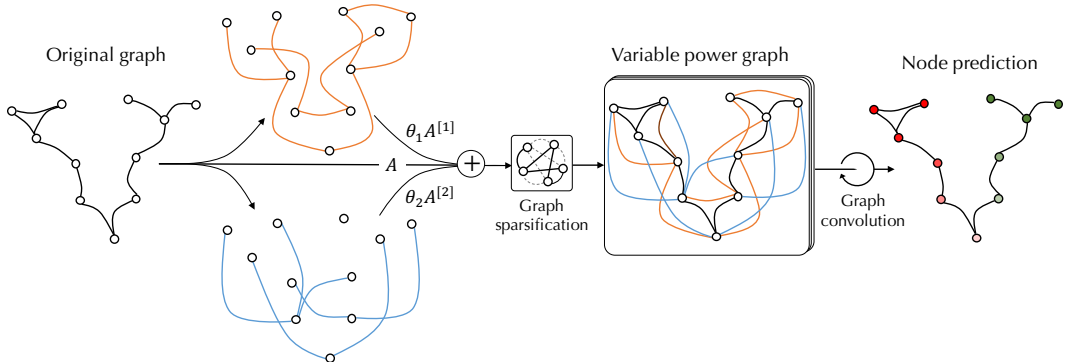 Original graph
θ₁A^[1]
A
θ₂A^[2]
+
Graph
sparsification
Variable power graph
Graph
convolution
Node prediction